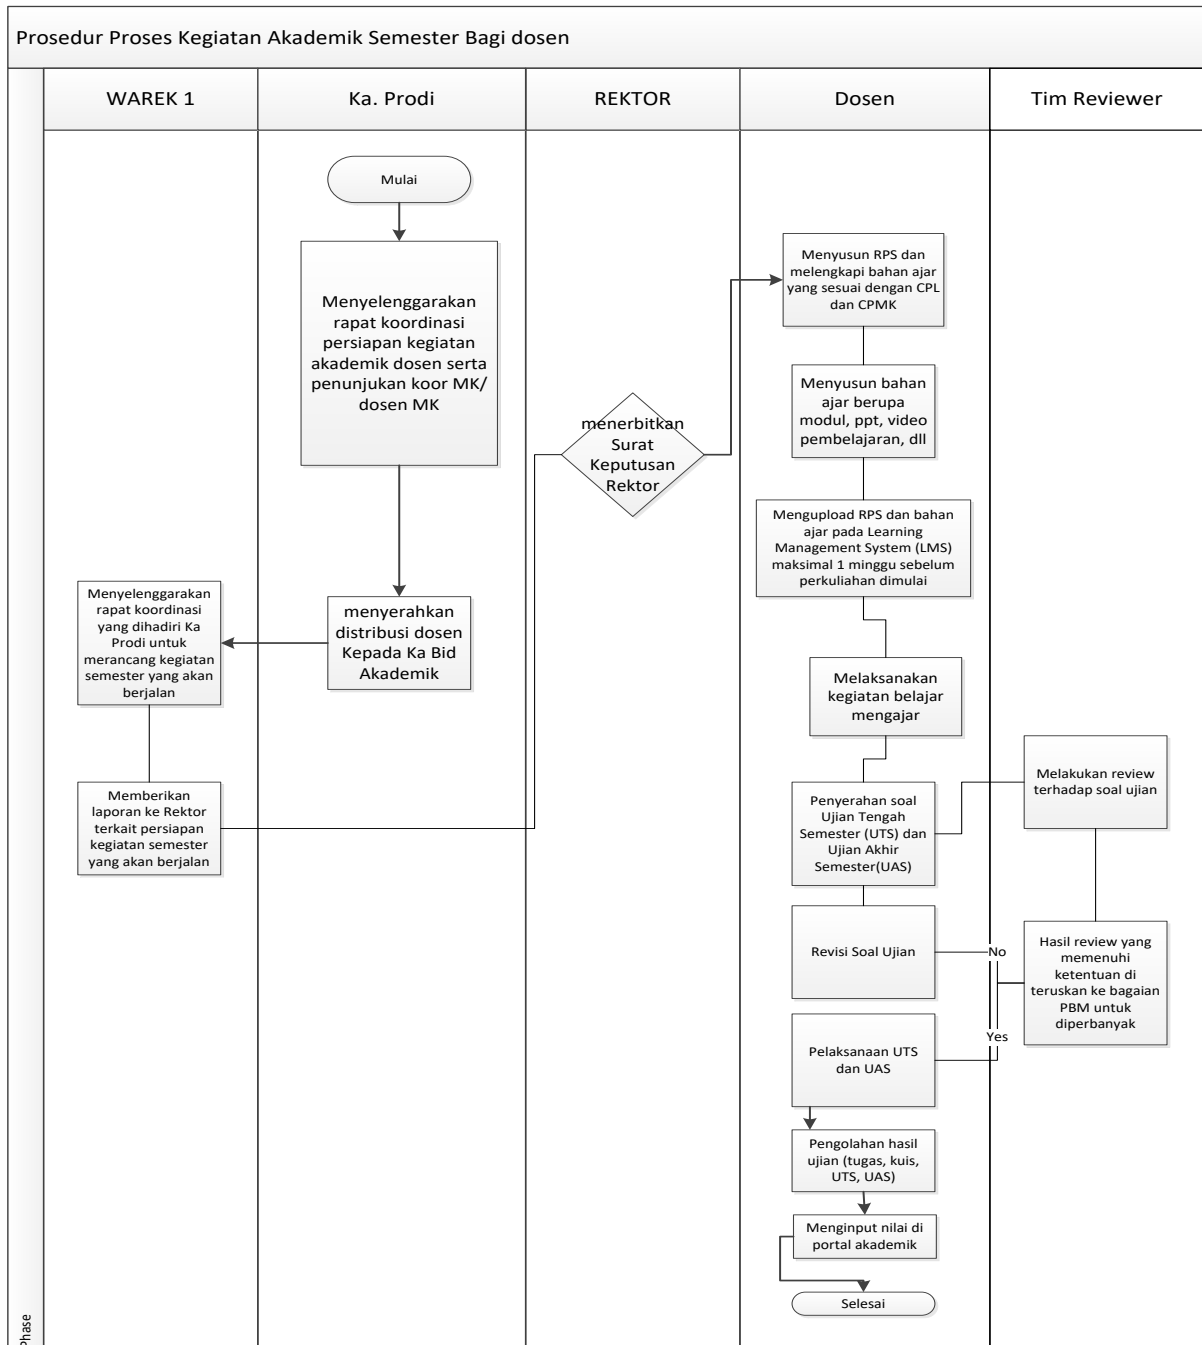 Prosedur Proses Kegiatan Akademik Semester Bagi dosen
WAREK 1
Ka. Prodi
REKTOR
Dosen
Tim Reviewer
Mulai
Menyelenggarakan
rapat koordinasi
persiapan kegiatan
akademik dosen serta
penunjukan koor MK/
dosen MK
menyerahkan
distribusi dosen
Kepada Ka Bid
Akademik
Menyelenggarakan
rapat koordinasi
yang dihadiri Ka
Prodi untuk
merancang kegiatan
semester yang akan
berjalan
Memberikan
laporan ke Rektor
terkait persiapan
kegiatan semester
yang akan berjalan
menerbitkan
Surat
Keputusan
Rektor
Menyusun RPS dan
melengkapi bahan ajar
yang sesuai dengan CPL
dan CPMK
Menyusun bahan
ajar berupa
modul, ppt, video
pembelajaran, dll
Mengupload RPS dan bahan
ajar pada Learning
Management System (LMS)
maksimal 1 minggu sebelum
perkuliahan dimulai
Melaksanakan
kegiatan belajar
mengajar
Penyerahan soal
Ujian Tengah
Semester (UTS) dan
Ujian Akhir
Semester(UAS)
Melakukan review
terhadap soal ujian
Hasil review yang
memenuhi
ketentuan di
teruskan ke bagaian
PBM untuk
diperbanyak
No
Yes
Revisi Soal Ujian
Pelaksanaan UTS
dan UAS
Pengolahan hasil
ujian (tugas, kuis,
UTS, UAS)
Menginput nilai di
portal akademik
Selesai
Phase